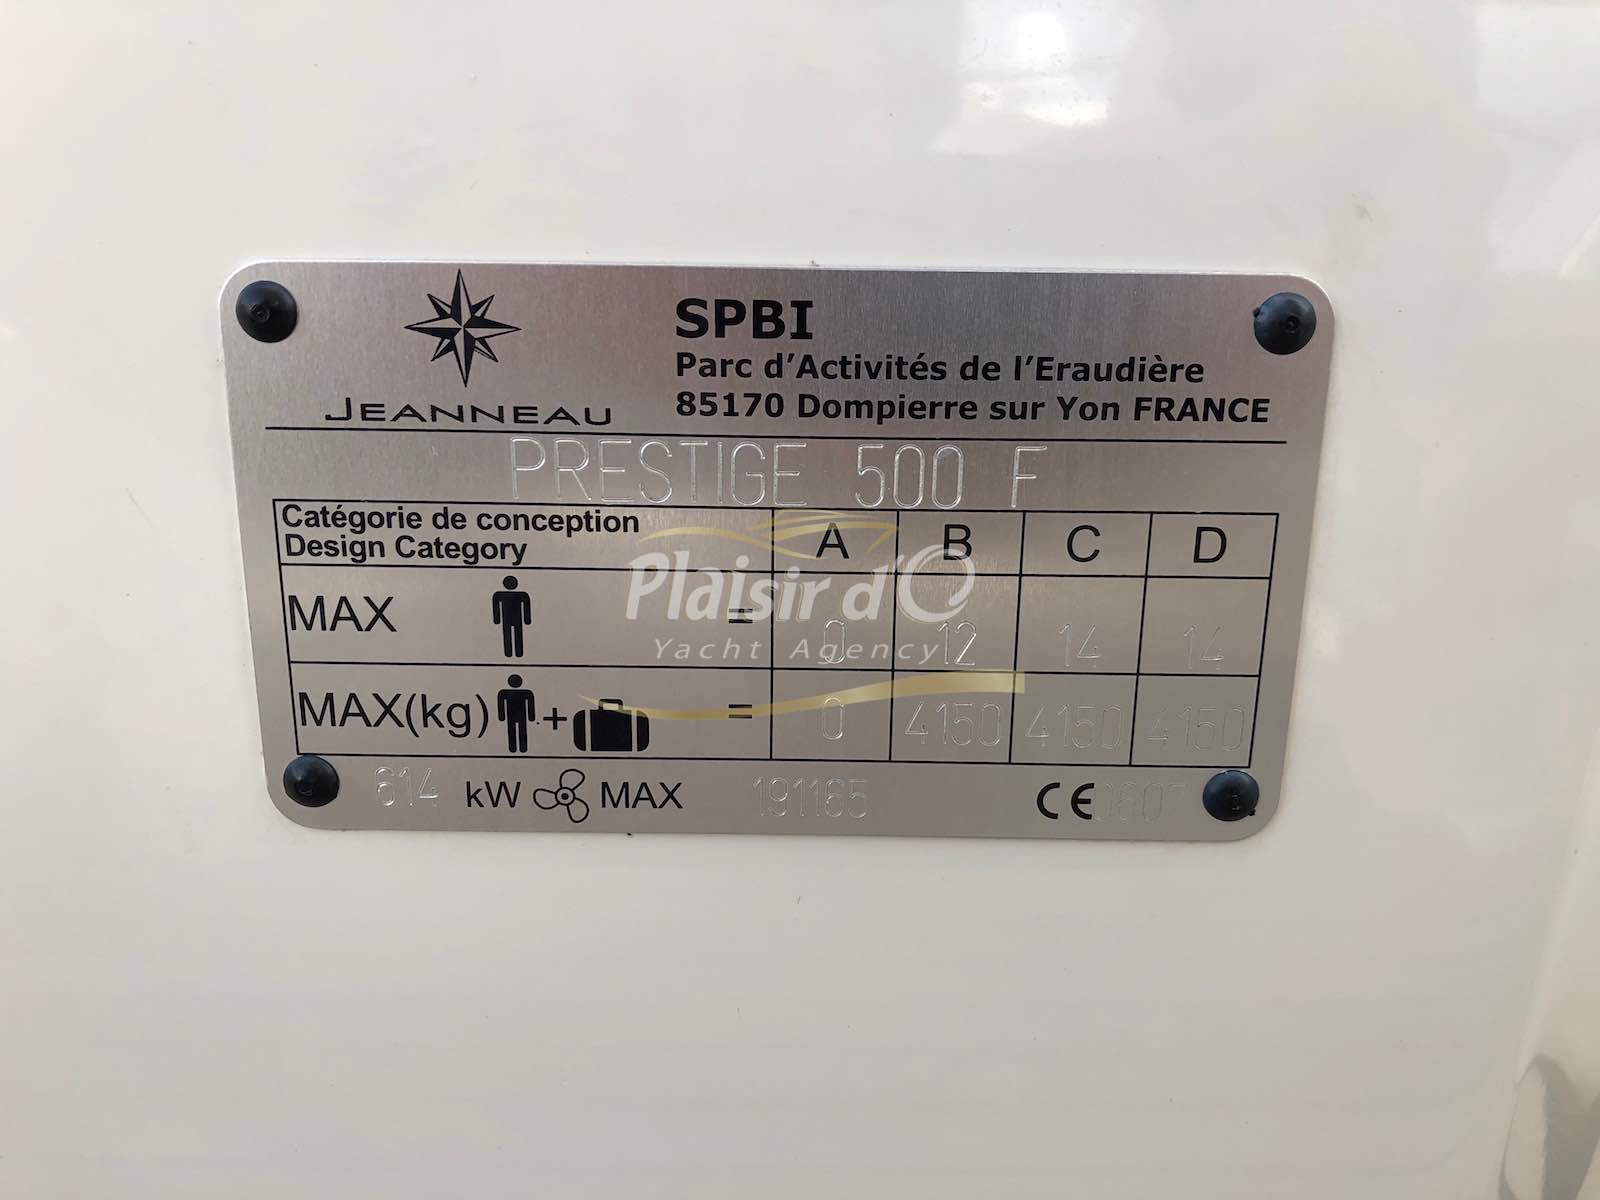 SPBI
Parc d'Activités de l'Eraudière
JEANNEAU
85170 Dompierre sur Yon FRANCE
PRESTIGE 500 F
Catégorie de conception
Design Category
A B C D
MAX = 0 12 14 14
MAX(kg) + = 0 4150 4150 4150
614 kW MAX 191165 CE 0607
Plaisir d'O
Yacht Agency